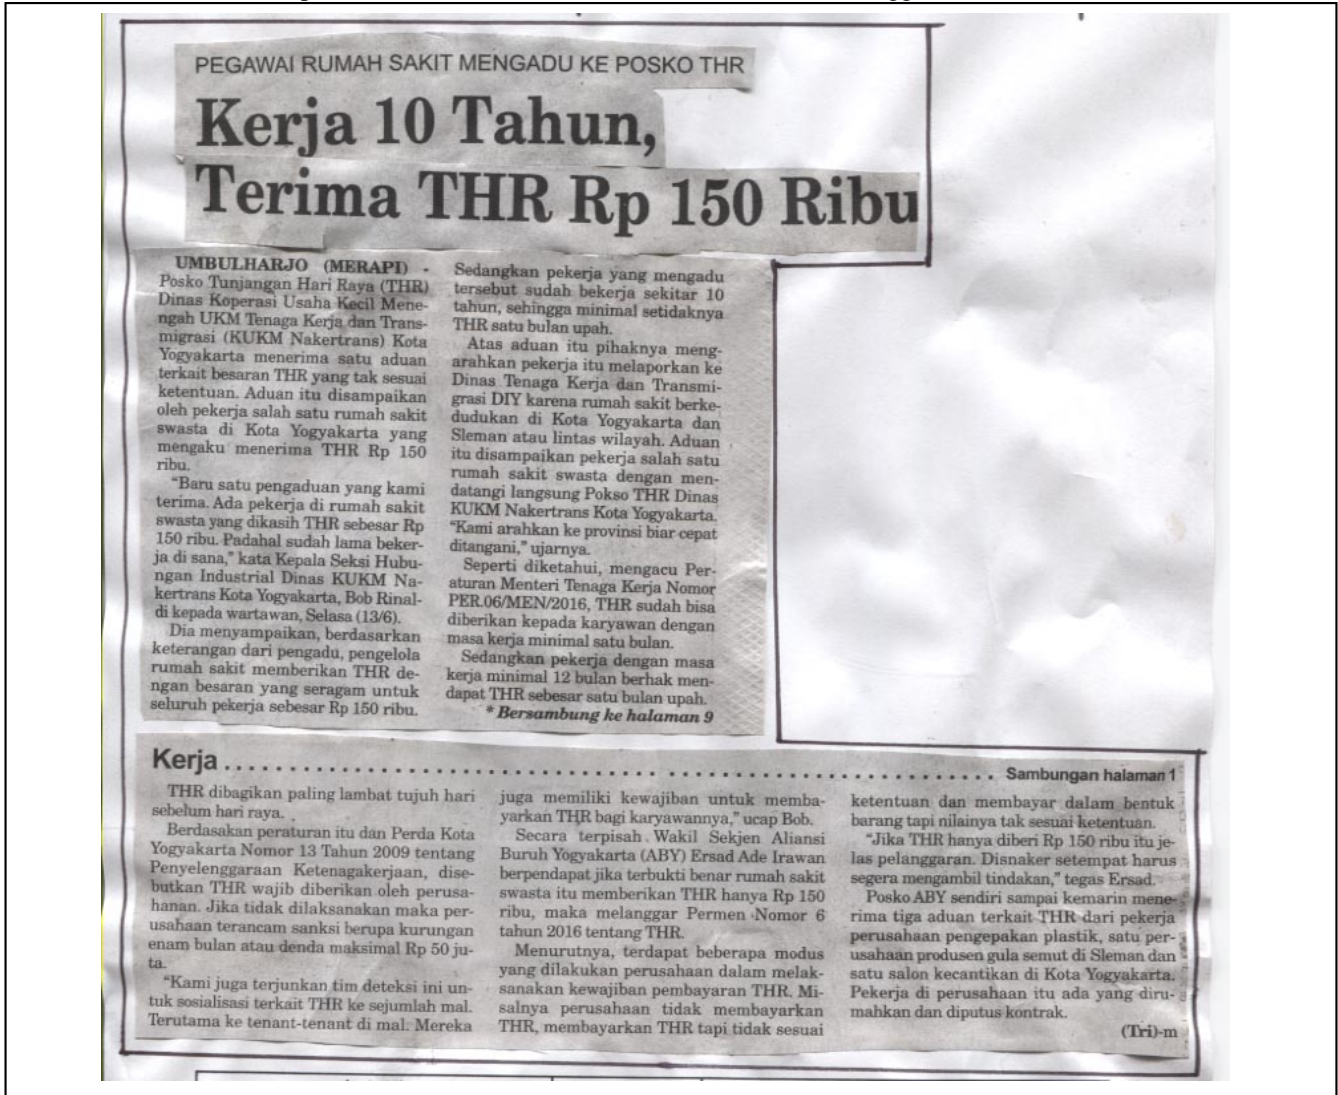 PEGAWAI RUMAH SAKIT MENGADU KE POSKO THR
Kerja 10 Tahun,
Terima THR Rp 150 Ribu
UMBULHARJO (MERAPI) -
Posko Tunjangan Hari Raya (THR)
Dinas Koperasi Usaha Kecil Mene-
ngah UKM Tenaga Kerja dan Trans-
migrasi (KUKM Nakertrans) Kota
Yogyakarta menerima satu aduan
terkait besaran THR yang tak sesuai
ketentuan. Aduan itu disampaikan
oleh pekerja salah satu rumah sakit
swasta di Kota Yogyakarta yang
mengaku menerima THR Rp 150
ribu.
"Baru satu pengaduan yang kami
terima. Ada pekerja di rumah sakit
swasta yang dikasih THR sebesar Rp
150 ribu. Padahal sudah lama beker-
ja di sana," kata Kepala Seksi Hubu-
ngan Industrial Dinas KUKM Na-
kertrans Kota Yogyakarta, Bob Rinal-
di kepada wartawan, Selasa (13/6).
Dia menyampaikan, berdasarkan
keterangan dari pengadu, pengelola
rumah sakit memberikan THR de-
ngan besaran yang seragam untuk
seluruh pekerja sebesar Rp 150 ribu.
Sedangkan pekerja yang mengadu
tersebut sudah bekerja sekitar 10
tahun, sehingga minimal setidaknya
THR satu bulan upah.
Atas aduan itu pihaknya meng-
arahkan pekerja itu melaporkan ke
Dinas Tenaga Kerja dan Transmi-
grasi DIY karena rumah sakit berke-
dudukan di Kota Yogyakarta dan
Sleman atau lintas wilayah. Aduan
itu disampaikan pekerja salah satu
rumah sakit swasta dengan men-
datangi langsung Pokso THR Dinas
KUKM Nakertrans Kota Yogyakarta.
"Kami arahkan ke provinsi biar cepat
ditangani," ujarnya.
Seperti diketahui, mengacu Per-
aturan Menteri Tenaga Kerja Nomor
PER.06/MEN/2016, THR sudah bisa
diberikan kepada karyawan dengan
masa kerja minimal satu bulan.
Sedangkan pekerja dengan masa
kerja minimal 12 bulan berhak men-
dapat THR sebesar satu bulan upah.
* Bersambung ke halaman 9
Kerja ........................................ Sambungan halaman 1
THR dibagikan paling lambat tujuh hari
sebelum hari raya.
Berdasakan peraturan itu dan Perda Kota
Yogyakarta Nomor 13 Tahun 2009 tentang
Penyelenggaraan Ketenagakerjaan, dise-
butkan THR wajib diberikan oleh perusa-
hanan. Jika tidak dilaksanakan maka per-
usahaan terancam sanksi berupa kurungan
enam bulan atau denda maksimal Rp 50 ju-
ta.
"Kami juga terjunkan tim deteksi ini un-
tuk sosialisasi terkait THR ke sejumlah mal.
Terutama ke tenant-tenant di mal. Mereka
juga memiliki kewajiban untuk memba-
yarkan THR bagi karyawannya," ucap Bob.
Secara terpisah Wakil Sekjen Aliansi
Buruh Yogyakarta (ABY) Ersad Ade Irawan
berpendapat jika terbukti benar rumah sakit
swasta itu memberikan THR hanya Rp 150
ribu, maka melanggar Permen Nomor 6
tahun 2016 tentang THR.
Menurutnya, terdapat beberapa modus
yang dilakukan perusahaan dalam melak-
sanakan kewajiban pembayaran THR. Mi-
salnya perusahaan tidak membayarkan
THR, membayarkan THR tapi tidak sesuai
ketentuan dan membayar dalam bentuk
barang tapi nilainya tak sesuai ketentuan.
"Jika THR hanya diberi Rp 150 ribu itu je-
las pelanggaran. Disnaker setempat harus
segera mengambil tindakan," tegas Ersad.
Posko ABY sendiri sampai kemarin mene-
rima tiga aduan terkait THR dari pekerja
perusahaan pengepakan plastik, satu per-
usahaan produsen gula semut di Sleman dan
satu salon kecantikan di Kota Yogyakarta.
Pekerja di perusahaan itu ada yang diru-
mahkan dan diputus kontrak.
(Tri)-m